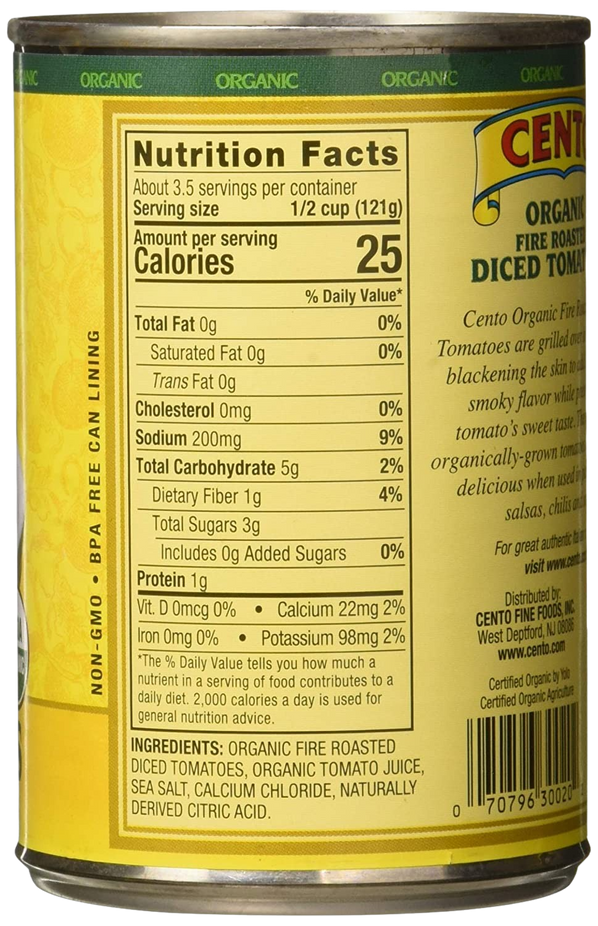 ORGANIC ORGANIC ORGANIC ORGANIC
Nutrition Facts
About 3.5 servings per container
Serving size 1/2 cup (121g)
Amount per serving
Calories 25
% Daily Value*
Total Fat 0g 0%
Saturated Fat 0g 0%
Trans Fat 0g
Cholesterol 0mg 0%
Sodium 200mg 9%
Total Carbohydrate 5g 2%
Dietary Fiber 1g 4%
Total Sugars 3g
Includes 0g Added Sugars 0%
Protein 1g
Vit. D 0mcg 0% • Calcium 22mg 2%
Iron 0mg 0% • Potassium 98mg 2%
*The % Daily Value tells you how much a
nutrient in a serving of food contributes to a
daily diet. 2,000 calories a day is used for
general nutrition advice.
INGREDIENTS: ORGANIC FIRE ROASTED
DICED TOMATOES, ORGANIC TOMATO JUICE,
SEA SALT, CALCIUM CHLORIDE, NATURALLY
DERIVED CITRIC ACID.
NON-GMO • BPA FREE CAN LINING
CENTO
ORGANIC
FIRE ROASTED
DICED TOMA
Cento Organic Fire
Tomatoes are grilled
blackening the skin to
smoky flavor while
tomato's sweet taste.
organically-grown
delicious when used
salsas, chilis
For great authentic
visit www.cento
Distributed by:
CENTO FINE FOODS, INC.
West Deptford, NJ 08086
www.cento.com
Certified Organic by Yolo
Certified Organic Agriculture
0 70796 30020